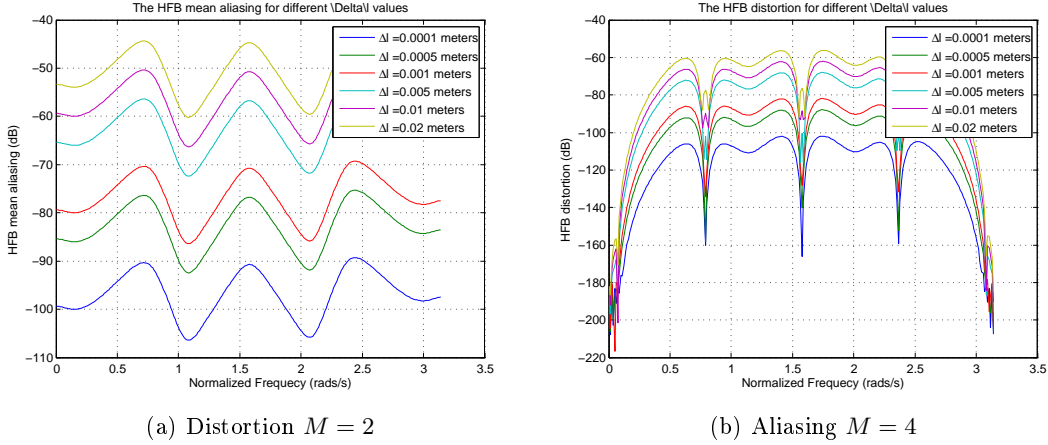 The HFB mean aliasing for different \Delta\l values
−40
−50
−60
−70
−80
−90
−100
−110
HFB mean aliasing (dB)
Δl =0.0001 meters
Δl =0.0005 meters
Δl =0.001 meters
Δl =0.005 meters
Δl =0.01 meters
Δl =0.02 meters
0 0.5 1 1.5 2 2.5 3 3.5
Normalized Frequecy (rads/s)
(a) Distortion M = 2
The HFB distortion for different \Delta\l values
−40
−60
−80
−100
−120
−140
−160
−180
−200
−220
HFB distortion (dB)
Δl =0.0001 meters
Δl =0.0005 meters
Δl =0.001 meters
Δl =0.005 meters
Δl =0.01 meters
Δl =0.02 meters
0 0.5 1 1.5 2 2.5 3 3.5
Normalized Frequecy (rads/s)
(b) Aliasing M = 4